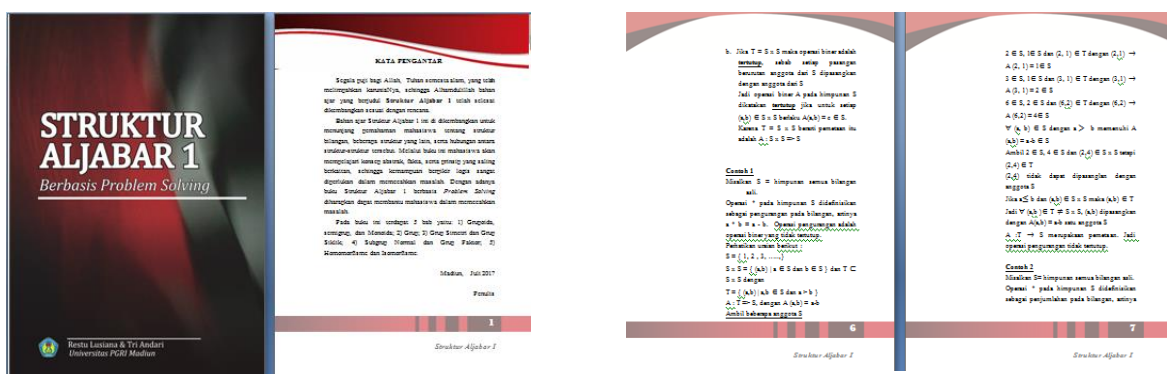 STRUKTUR
ALJABAR 1
Berbasis Problem Solving
Restu Lusiana & Tri Andari
Universitas PGRI Madiun
KATA PENGANTAR
Segala puji bagi Allah, Tuhan semesta alam, yang telah
melimpahkan karuniaNya, sehingga Alhamdulillah bahan
ajar yang berjudul Struktur Aljabar 1 telah selesai
dikembangkan sesuai dengan rencana.
Bahan ajar Struktur Aljabar 1 ini di dikembangkan untuk
menunjang pemahaman mahasiswa tentang struktur
bilangan, beberapa struktur yang lain, serta hubungan antara
struktur-struktur tersebut. Melalui buku ini mahasiswa akan
mempelajari konsep abstrak, fakta, serta prinsip yang saling
berkaitan, sehingga kemampuan berpikir logis sangat
diperlukan dalam memecahkan masalah. Dengan adanya
buku Struktur Aljabar 1 berbasis Problem Solving
diharapkan dapat membantu mahasiswa dalam memecahkan
masalah.
Pada buku ini terdapat 5 bab yaitu: 1) Grupoida,
semigrup, dan Monoida; 2) Grup; 3) Grup Simetri dan Grup
Siklik; 4) Subgrup Normal dan Grup Faktor; 5)
Homomorfisme dan Isomorfisme.
Madiun, Juli 2017
Penulis
1
Struktur Aljabar I
b. Jika T = S x S maka operasi biner adalah
tertutup, sebab setiap pasangan
berurutan anggota dari S dipasangkan
dengan anggota dari S
Jadi operasi biner A pada himpunan S
dikatakan tertutup jika untuk setiap
(a,b) ∈ S x S berlaku A(a,b) = c ∈ S.
Karena T = S x S berarti pemetaan itu
adalah A : S x S => S
Contoh 1
Misalkan S = himpunan semua bilangan
asli.
Operasi * pada himpunan S didefinisikan
sebagai pengurangan pada bilangan, artinya
a * b = a - b. Operasi pengurangan adalah
operasi biner yang tidak tertutup.
Perhatikan uraian berikut :
S = { 1, 2 , 3, .....}
S x S = { (a,b) | a ∈ S dan b ∈ S } dan T ⊂
S x S dengan
T = { (a,b) | a,b ∈ S dan a > b }
A : T => S, dengan A (a,b) = a-b
Ambil beberapa anggota S
6
Struktur Aljabar I
2 ∈ S, 1∈ S dan (2, 1) ∈ T dengan (2,1) →
A (2, 1) = 1∈ S
3 ∈ S, 1∈ S dan (3, 1) ∈ T dengan (3,1) →
A (3, 1) = 2 ∈ S
6 ∈ S, 2 ∈ S dan (6,2) ∈ T dengan (6,2) →
A (6,2) = 4∈ S
∀ (a, b) ∈ S dengan a > b memenuhi A
(a,b) = a-b ∈ S
Ambil 2 ∈ S, 4 ∈ S dan (2,4) ∈ S x S tetapi
(2,4) ∉ T
(2,4) tidak dapat dipasangkan dengan
anggota S
Jika a≤ b dan (a,b) ∈ S x S maka (a,b) ∉ T
Jadi ∀ (a,b) ∈ T ≠ S x S, (a,b) dipasangkan
dengan A(a,b) = a-b satu anggota S
A :T → S merupakan pemetaan. Jadi
operasi pengurangan tidak tertutup.
Contoh 2
Misalkan S= himpunan semua bilangan asli.
Operasi * pada himpunan S didefinisikan
sebagai penjumlahan pada bilangan, artinya
7
Struktur Aljabar I